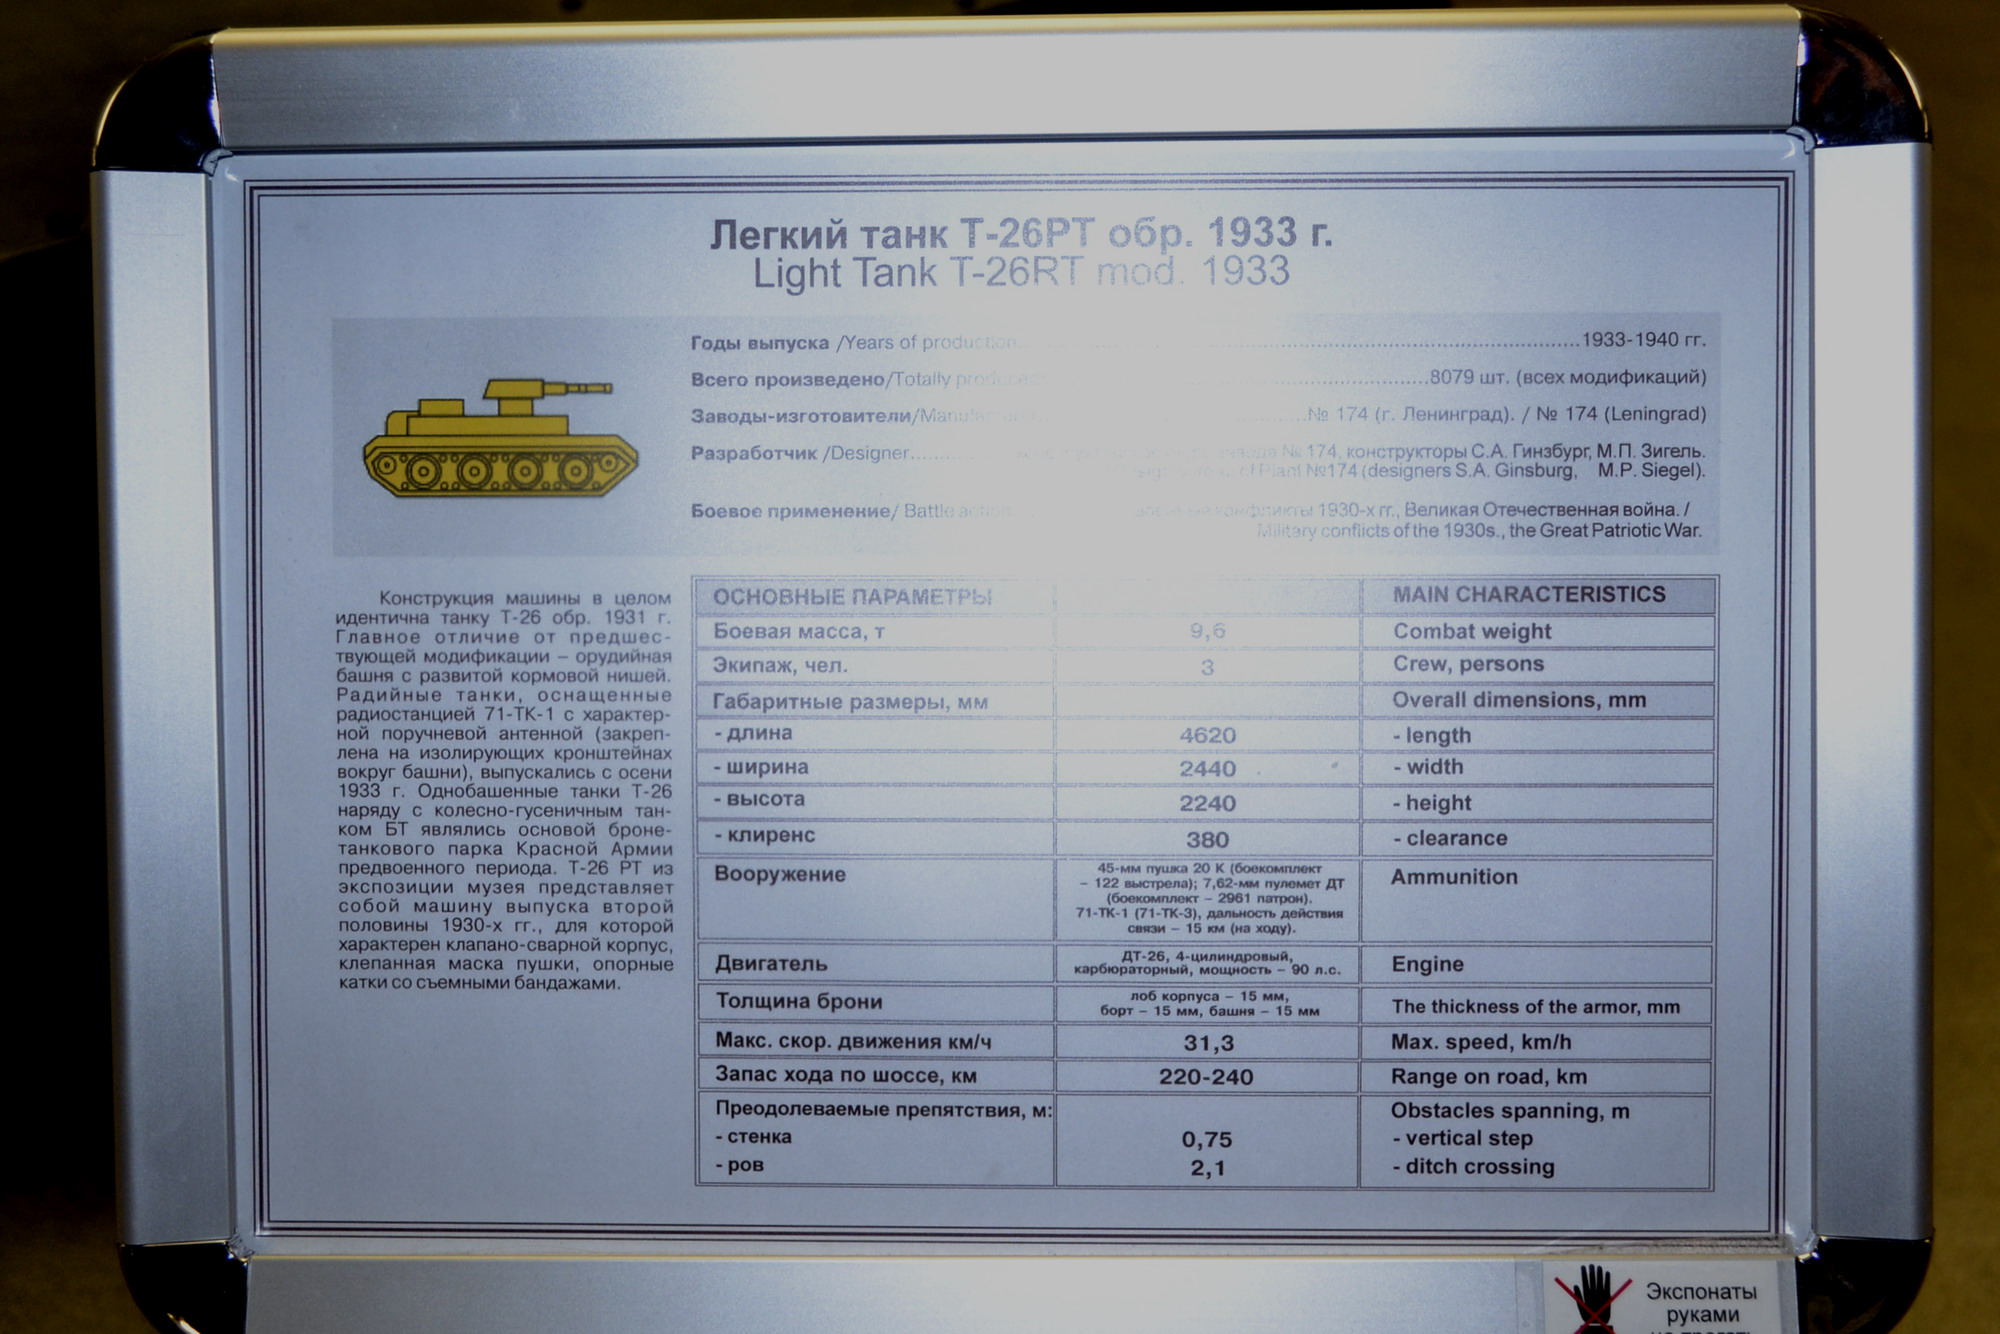 Легкий танк Т-26РТ обр. 1933 г.
Light Tank T-26RT mod. 1933
Годы выпуска /Years of production 1933-1940 гг.
Всего произведено/Totally produced 8079 шт. (всех модификаций)
Заводы-изготовители/ № 174 (г. Ленинград). / № 174 (Leningrad)
Разработчик /Designer № 174, конструкторы С.А. Гинзбург, М.П. Зигель.
of Plant №174 (designers S.A. Ginsburg, M.P. Siegel).
Боевое применение/ Battle конфликты 1930-х гг., Великая Отечественная война. /
Military conflicts of the 1930s., the Great Patriotic War.
Конструкция машины в целом
идентична танку Т-26 обр. 1931 г.
Главное отличие от предшес-
твующей модификации – орудийная
башня с развитой кормовой нишей.
Радийные танки, оснащенные
радиостанцией 71-ТК-1 с характер-
ной поручневой антенной (закреп-
лена на изолирующих кронштейнах
вокруг башни), выпускались с осени
1933 г. Однобашенные танки Т-26
наряду с колесно-гусеничным тан-
ком БТ являлись основой броне-
танкового парка Красной Армии
предвоенного периода. Т-26 РТ из
экспозиции музея представляет
собой машину выпуска второй
половины 1930-х гг., для которой
характерен клапано-сварной корпус,
клепанная маска пушки, опорные
катки со съемными бандажами.
ОСНОВНЫЕ ПАРАМЕТРЫ MAIN CHARACTERISTICS
Боевая масса, т 9,6 Combat weight
Экипаж, чел. 3 Crew, persons
Габаритные размеры, мм Overall dimensions, mm
- длина 4620 - length
- ширина 2440 - width
- высота 2240 - height
- клиренс 380 - clearance
Вооружение 45-мм пушка 20 К (боекомплект Ammunition
– 122 выстрела); 7,62-мм пулемет ДТ
(боекомплект – 2961 патрон).
71-ТК-1 (71-ТК-3), дальность действия
связи – 15 км (на ходу).
Двигатель ДТ-26, 4-цилиндровый, Engine
карбюраторный, мощность – 90 л.с.
Толщина брони лоб корпуса – 15 мм, The thickness of the armor, mm
борт – 15 мм, башня – 15 мм
Макс. скор. движения км/ч 31,3 Max. speed, km/h
Запас хода по шоссе, км 220-240 Range on road, km
Преодолеваемые препятствия, м: Obstacles spanning, m
- стенка 0,75 - vertical step
- ров 2,1 - ditch crossing
Экспонаты
руками